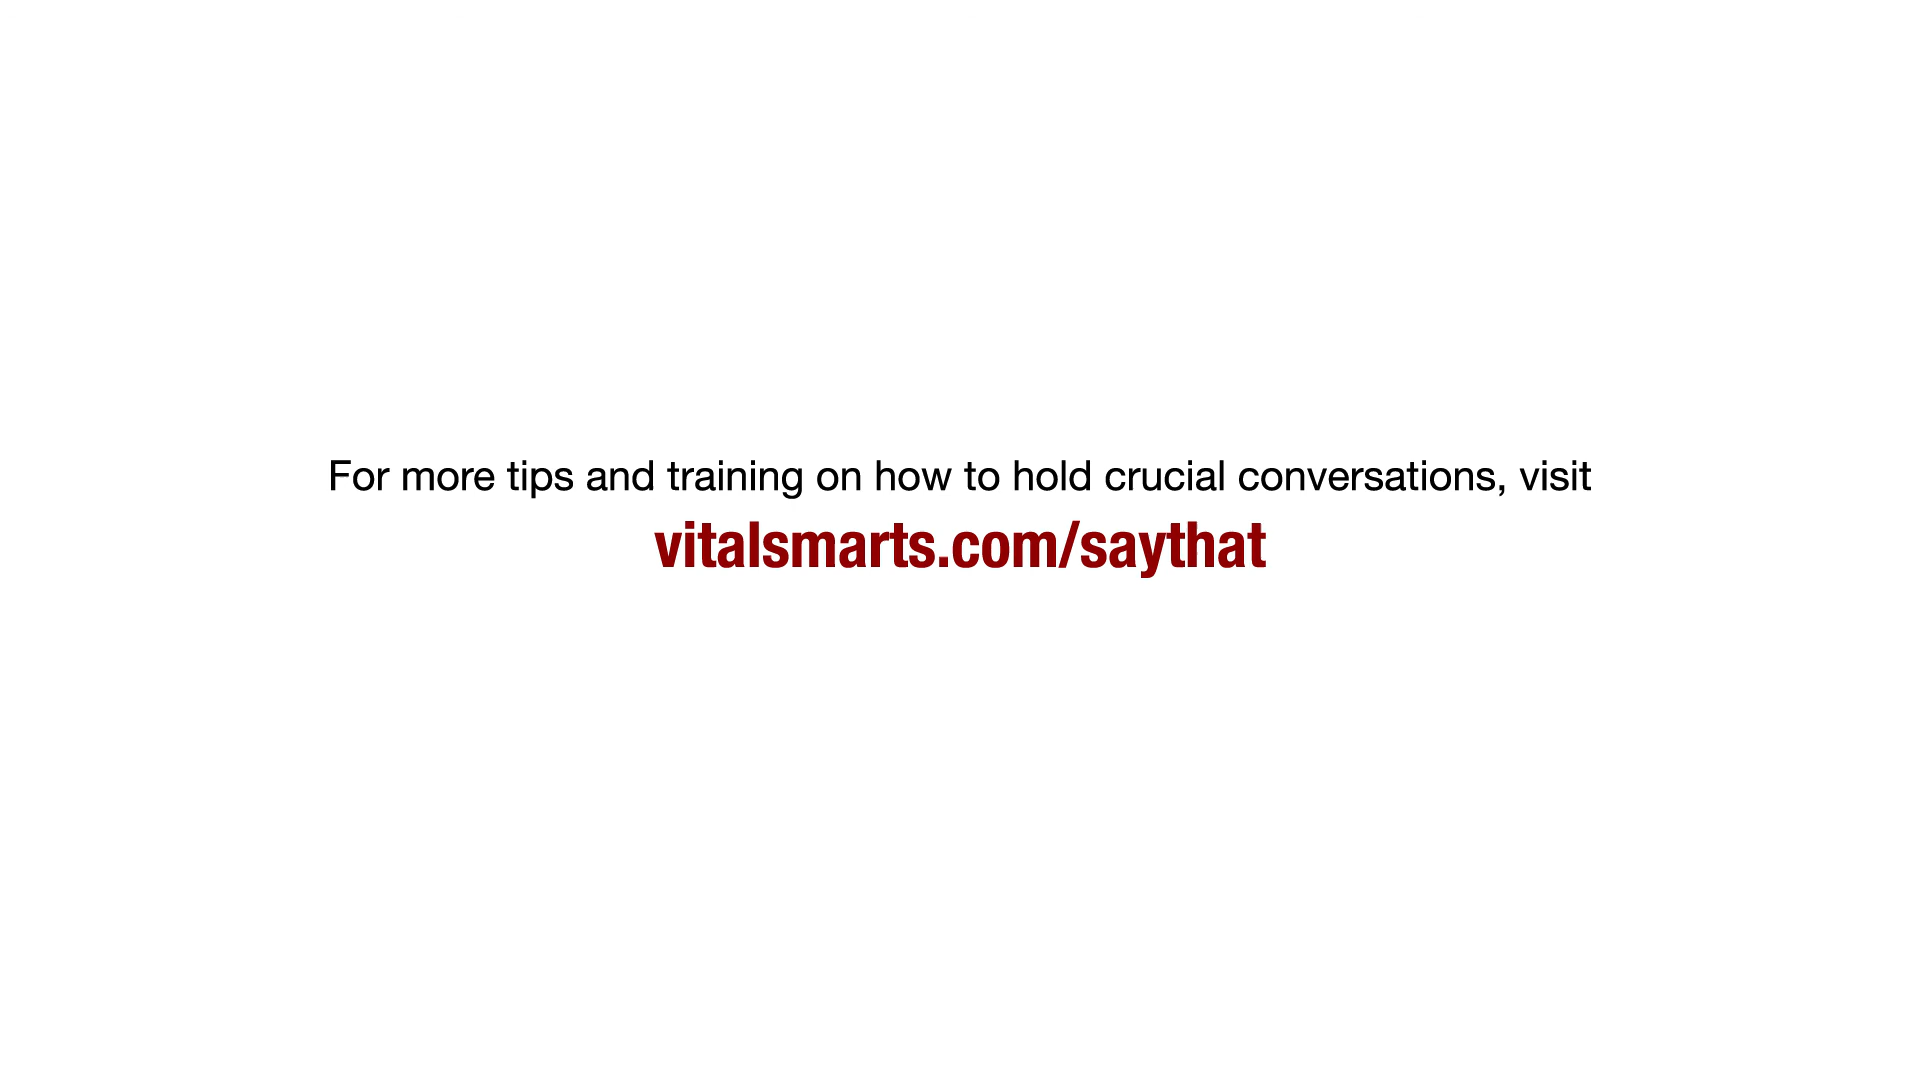 For more tips and training on how to hold crucial conversations, visit
vitalsmarts.com/saythat